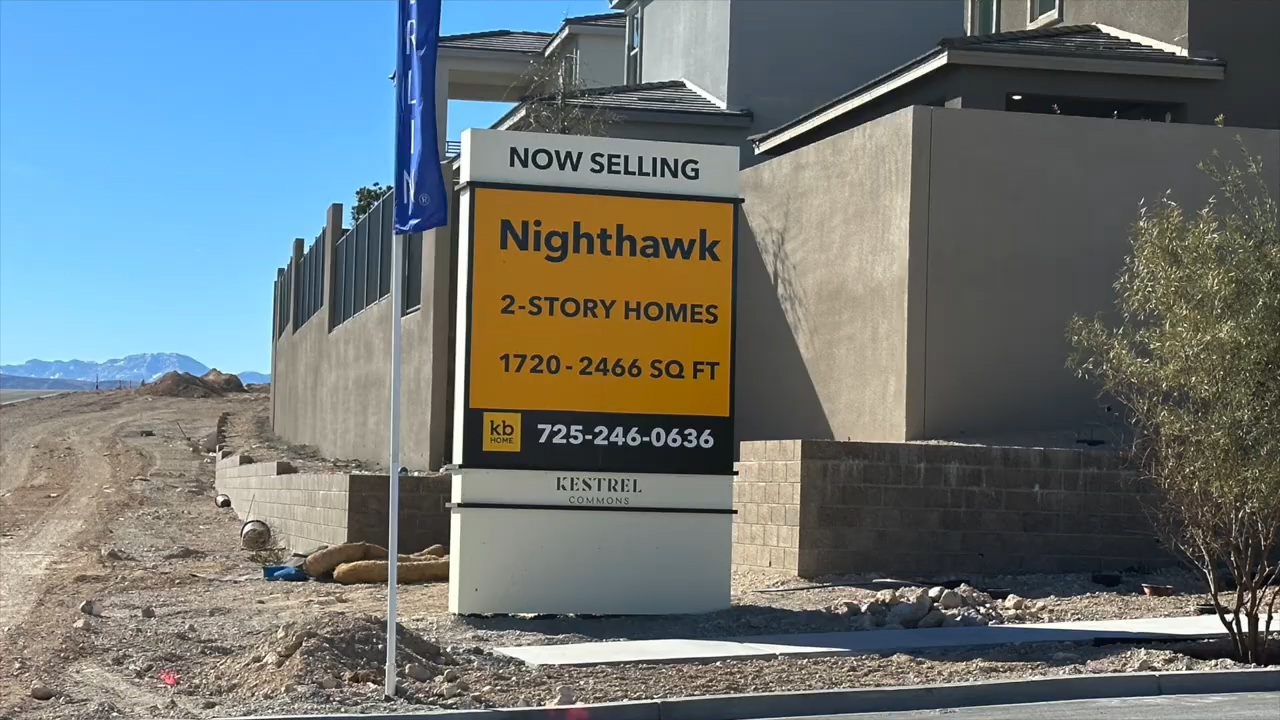 NOW SELLING
Nighthawk
2-STORY HOMES
1720 - 2466 SQ FT
kb
HOME
725-246-0636
KESTREL
COMMONS